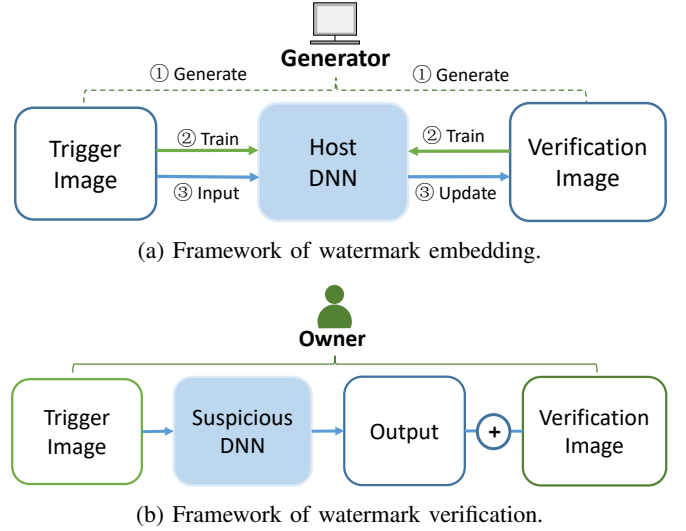 Generator
① Generate
① Generate
Trigger
Image
② Train
③ Input
Host
DNN
② Train
③ Update
Verification
Image
(a) Framework of watermark embedding.
Owner
Trigger
Image
Suspicious
DNN
Output
+
Verification
Image
(b) Framework of watermark verification.